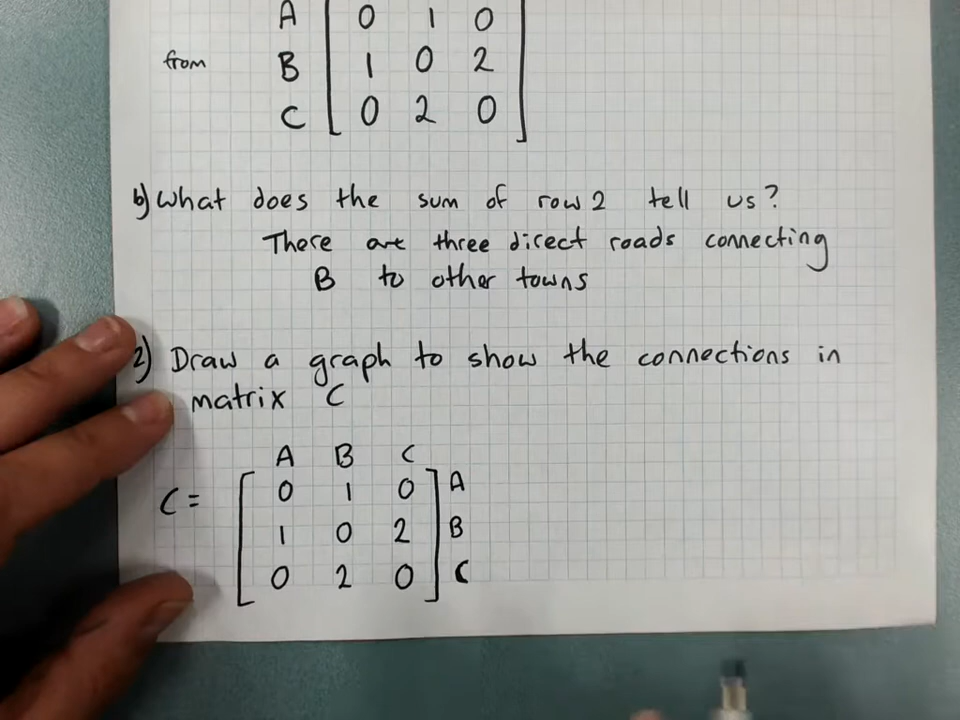 A 0 1 0
from B 1 0 2
C 0 2 0
b) What does the sum of row 2 tell us?
There are three direct roads connecting
B to other towns
2) Draw a graph to show the connections in
matrix C
A B C
C = 0 1 0 A
1 0 2 B
0 2 0 C